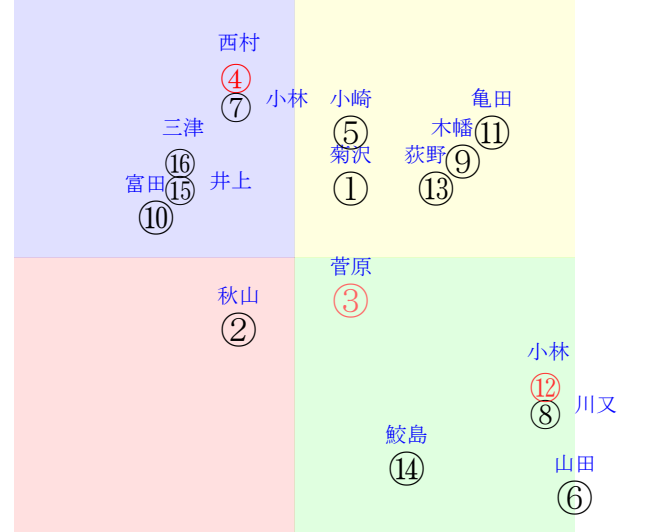 西村
④
⑦ 小林
小崎
⑤
亀田
⑪
木幡
⑨
三津
⑯
⑮ 井上
富田
⑩
菊沢
①
荻野
⑬
菅原
③
秋山
②
小林
⑫
⑧ 川又
鮫島
⑭
山田
⑥